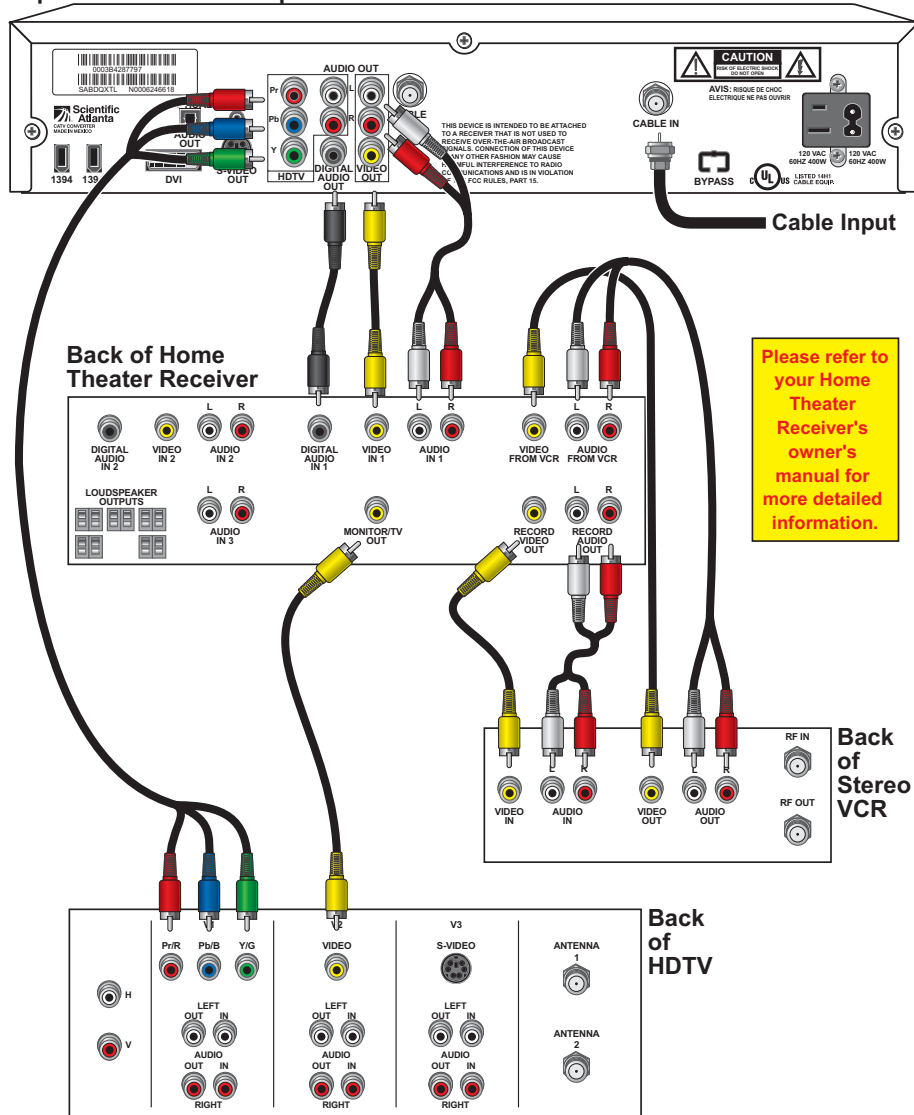 0003B4287797
SABDQXTL N0006246618
Scientific
Atlanta
CATV CONVERTER
MADE IN MEXICO
1394
139
AUDIO
OUT
DVI
S-VIDEO
OUT
AUDIO OUT
Pr
Pb
Y
L
R
HDTV
DIGITAL
AUDIO
OUT
VIDEO
OUT
THIS DEVICE IS INTENDED TO BE ATTACHED
TO A RECEIVER THAT IS NOT USED TO
RECEIVE OVER-THE-AIR BROADCAST
SIGNALS. CONNECTION OF THIS DEVICE
ANY OTHER FASHION MAY CAUSE
HARMFUL INTERFERENCE TO RADIO
COMMUNICATIONS AND IS IN VIOLATION
OF FCC RULES, PART 15.
CAUTION
RISK OF ELECTRIC SHOCK
DO NOT OPEN
AVIS: RISQUE DE CHOC
ELECTRIQUE NE PAS OUVRIR
CABLE IN
BYPASS
C UL US
LISTED 14H1
CABLE EQUIP.
120 VAC
60HZ 400W
120 VAC
60HZ 400W
Cable Input
Back of Home
Theater Receiver
Please refer to
your Home
Theater
Receiver's
owner's
manual for
more detailed
information.
DIGITAL
AUDIO
IN 2
VIDEO
IN 2
L R
AUDIO
IN 2
DIGITAL
AUDIO
IN 1
VIDEO
IN 1
L R
AUDIO
IN 1
VIDEO
FROM VCR
L R
AUDIO
FROM VCR
LOUDSPEAKER
OUTPUTS
L R
AUDIO
IN 3
MONITOR/TV
OUT
RECORD
VIDEO
OUT
L R
RECORD
AUDIO
OUT
Back
of
Stereo
VCR
VIDEO
IN
L R
AUDIO
IN
VIDEO
OUT
L R
AUDIO
OUT
RF IN
RF OUT
Back
of
HDTV
H
V
Pr/R Pb/B Y/G
LEFT
OUT IN
AUDIO
OUT IN
RIGHT
V2
VIDEO
LEFT
OUT IN
AUDIO
OUT IN
RIGHT
V3
S-VIDEO
LEFT
OUT IN
AUDIO
OUT IN
RIGHT
ANTENNA
1
ANTENNA
2